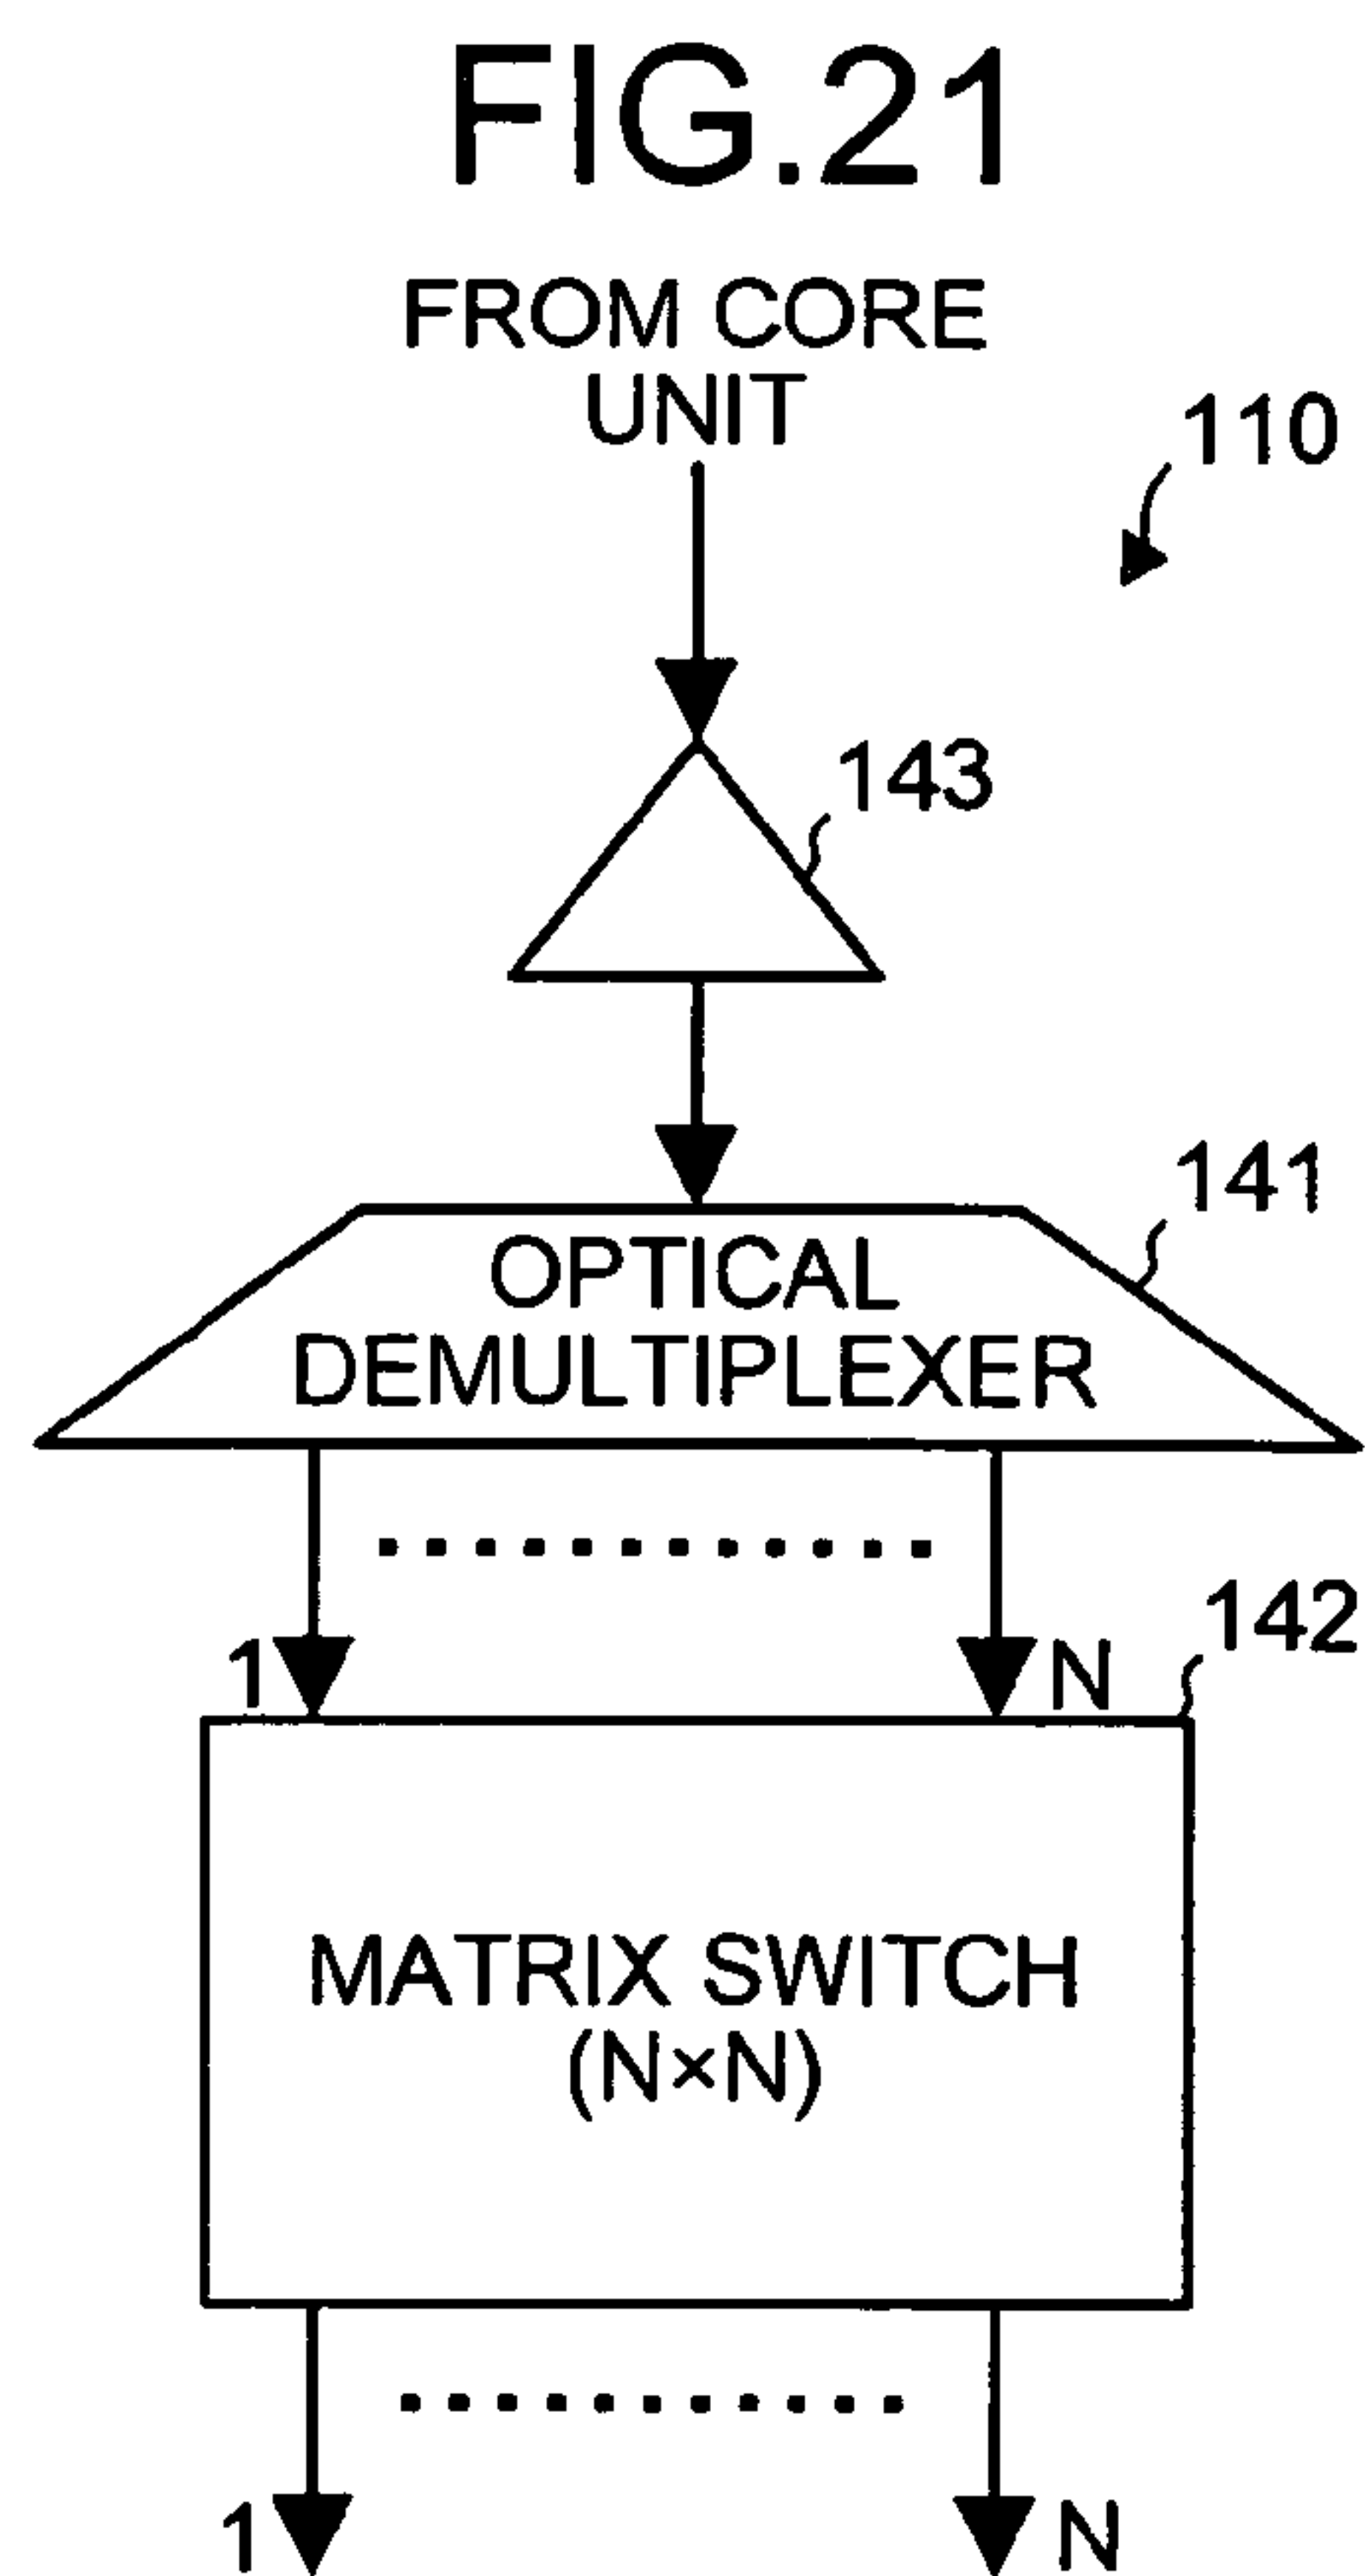 FIG.21
FROM CORE
UNIT
110
143
141
OPTICAL
DEMULTIPLEXER
142
1
N
MATRIX SWITCH
(N×N)
1
N